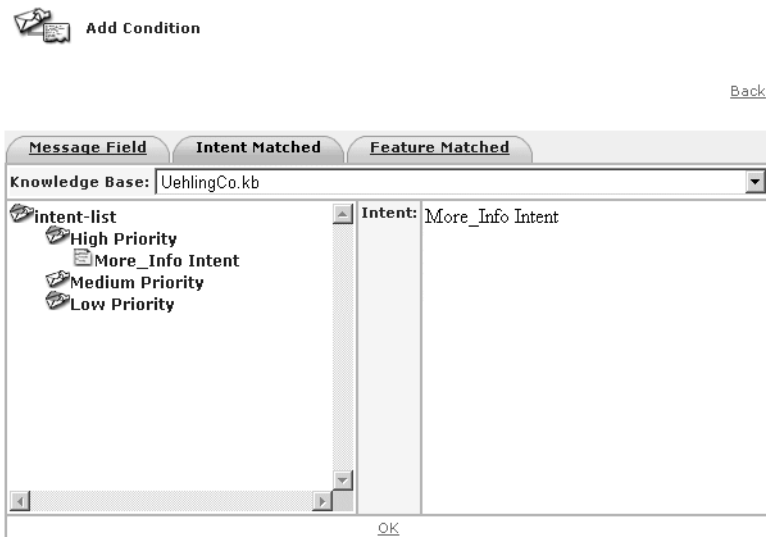 Add Condition
Back
Message Field Intent Matched Feature Matched
Knowledge Base: UehlingCo.kb
intent-list
High Priority
More_Info Intent
Medium Priority
Low Priority
Intent: More_Info Intent
OK